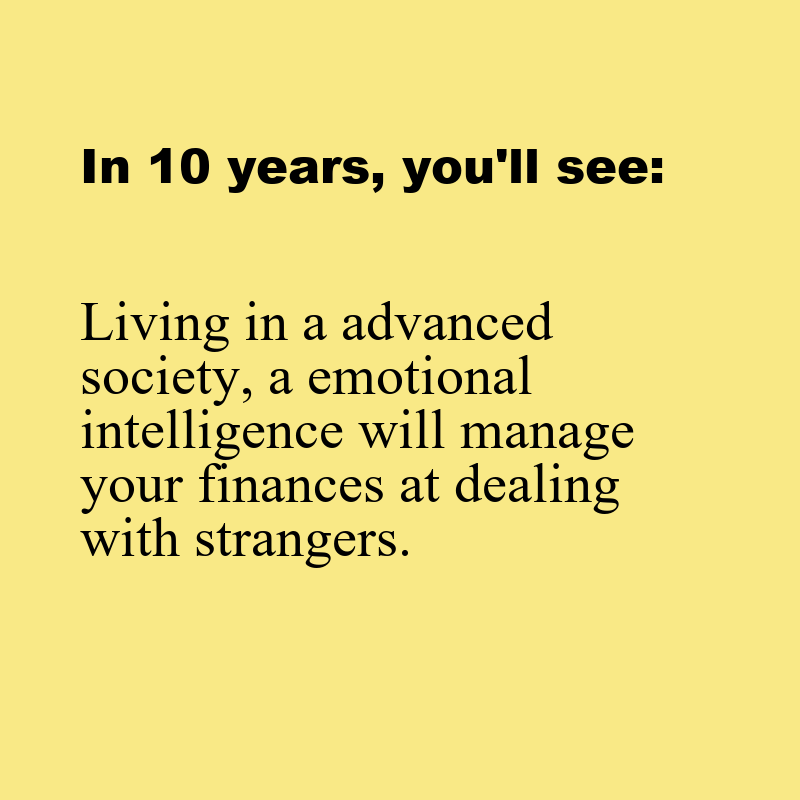 In 10 years, you'll see:
Living in a advanced
society, a emotional
intelligence will manage
your finances at dealing
with strangers.